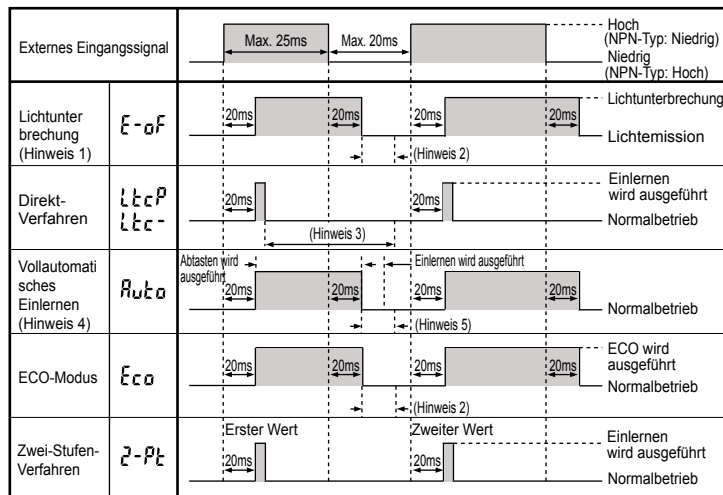 Externes Eingangssignal
Max. 25ms
Max. 20ms
Hoch
(NPN-Typ: Niedrig)
Niedrig
(NPN-Typ: Hoch)
Lichtunter
brechung
(Hinweis 1)
E-oF
20ms
20ms
20ms
20ms
(Hinweis 2)
Lichtunterbrechung
Lichtemission
Direkt-
Verfahren
LtcP
Ltc-
20ms
20ms
(Hinweis 3)
Einlernen
wird ausgeführt
Normalbetrieb
Vollautomati
sches
Einlernen
(Hinweis 4)
Auto
Abtasten wird
ausgeführt
Einlernen wird ausgeführt
20ms
20ms
20ms
20ms
(Hinweis 5)
Normalbetrieb
ECO-Modus
Eco
20ms
20ms
20ms
20ms
(Hinweis 2)
ECO wird
ausgeführt
Normalbetrieb
Zwei-Stufen-
Verfahren
2-Pt
Erster Wert
Zweiter Wert
20ms
20ms
Einlernen
wird ausgeführt
Normalbetrieb